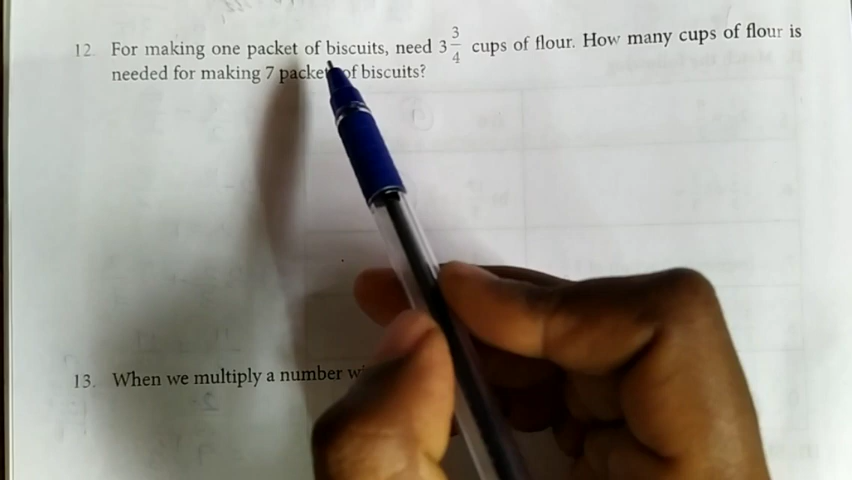 12. For making one packet of biscuits, need 3 3/4 cups of flour. How many cups of flour is
needed for making 7 packets of biscuits?
13. When we multiply a number